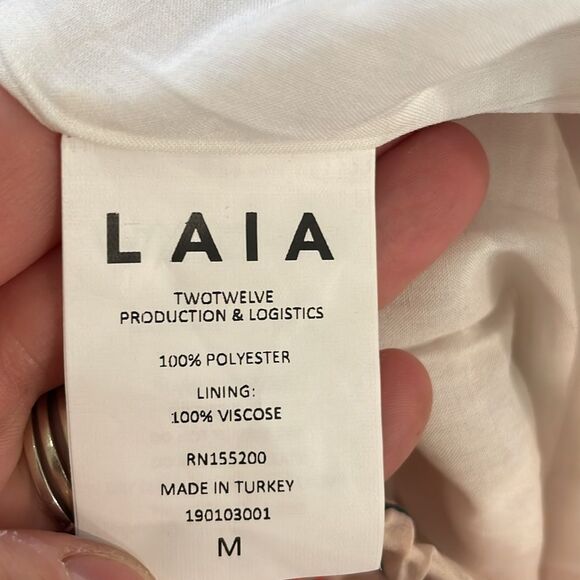 LAIA
TWOTWELVE
PRODUCTION & LOGISTICS
100% POLYESTER
LINING:
100% VISCOSE
RN155200
MADE IN TURKEY
190103001
M